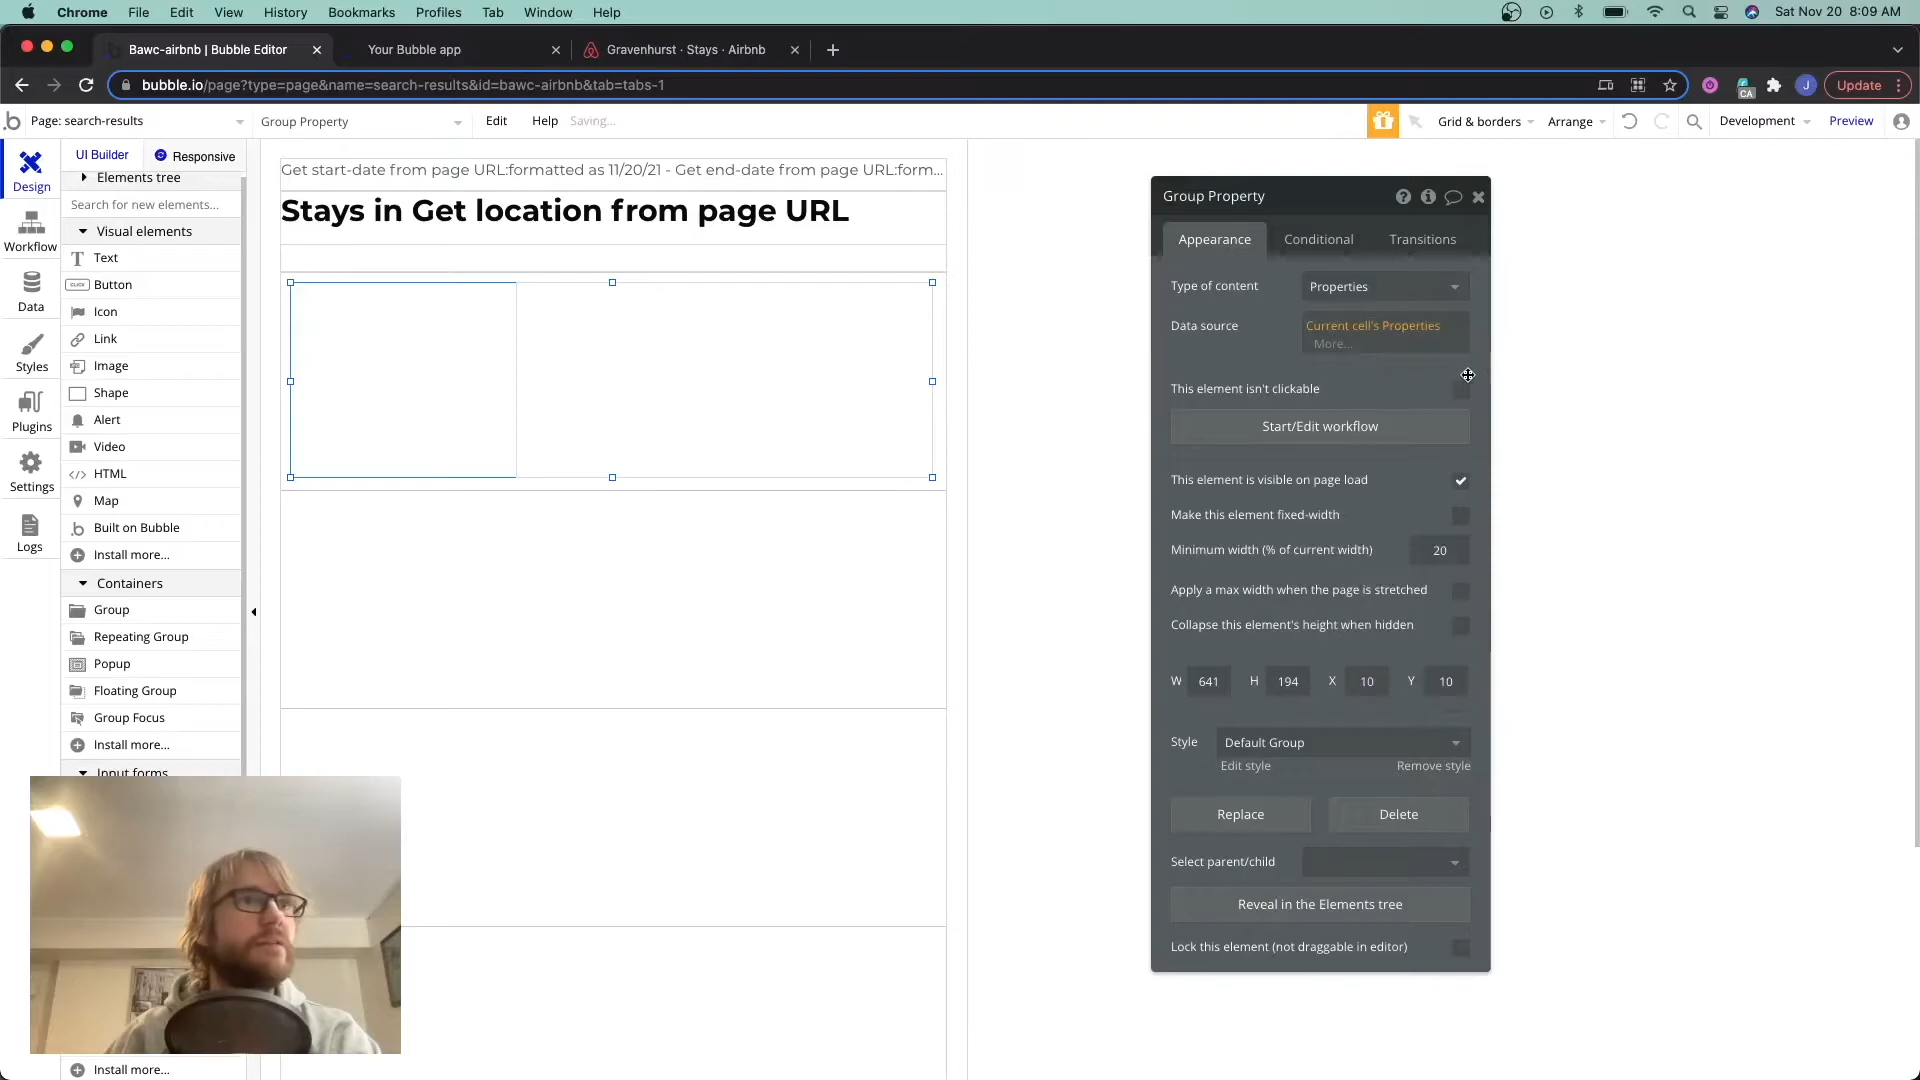 Chrome File Edit View History Bookmarks Profiles Tab Window Help Sat Nov 20 8:09 AM
Bawc-airbnb | Bubble Editor Your Bubble app Gravenhurst · Stays · Airbnb
bubble.io/page?type=page&name=search-results&id=bawc-airbnb&tab=tabs-1 CA J Update
Page: search-results Group Property Edit Help Saving... Grid & borders Arrange Development Preview
Design
Workflow
Data
Styles
Plugins
Settings
Logs
UI Builder Responsive
Elements tree
Search for new elements...
Visual elements
Text
Button
Icon
Link
Image
Shape
Alert
Video
HTML
Map
Built on Bubble
Install more...
Containers
Group
Repeating Group
Popup
Floating Group
Group Focus
Install more...
Input forms
Install more...
Get start-date from page URL:formatted as 11/20/21 - Get end-date from page URL:form...
Stays in Get location from page URL
Group Property
Appearance Conditional Transitions
Type of content Properties
Data source Current cell's Properties
More...
This element isn't clickable
Start/Edit workflow
This element is visible on page load
Make this element fixed-width
Minimum width (% of current width) 20
Apply a max width when the page is stretched
Collapse this element's height when hidden
W 641 H 194 X 10 Y 10
Style Default Group
Edit style Remove style
Replace Delete
Select parent/child
Reveal in the Elements tree
Lock this element (not draggable in editor)